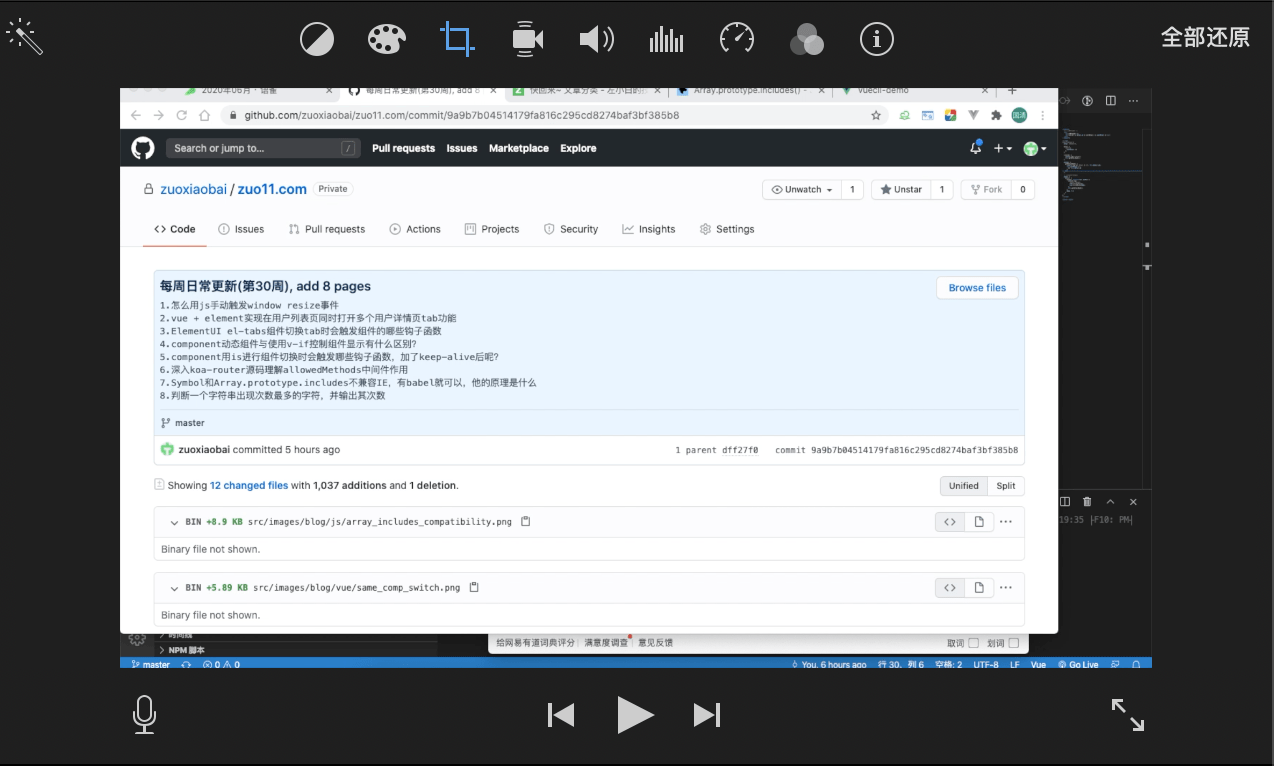 全部还原
2020年06月 · 语雀
每周日常更新(第30周), add 8
快回来~ 文章分类 - 左小白的
Array.prototype.includes() -
vuecli-demo
github.com/zuoxiaobai/zuo11.com/commit/9a9b7b04514179fa816c295cd8274baf3bf385b8
Search or jump to... /
Pull requests Issues Marketplace Explore
zuoxiaobai / zuo11.com Private
Unwatch 1 Unstar 1 Fork 0
Code Issues Pull requests Actions Projects Security Insights Settings
每周日常更新(第30周), add 8 pages
Browse files
1.怎么用js手动触发window resize事件
2.vue + element实现在用户列表页同时打开多个用户详情页tab功能
3.ElementUI el-tabs组件切换tab时会触发组件的哪些钩子函数
4.component动态组件与使用v-if控制组件显示有什么区别?
5.component用is进行组件切换时会触发哪些钩子函数，加了keep-alive后呢?
6.深入koa-router源码理解allowedMethods中间件作用
7.Symbol和Array.prototype.includes不兼容IE，有babel就可以，他的原理是什么
8.判断一个字符串出现次数最多的字符，并输出其次数
master
zuoxiaobai committed 5 hours ago
1 parent dff27f0 commit 9a9b7b04514179fa816c295cd8274baf3bf385b8
Showing 12 changed files with 1,037 additions and 1 deletion.
Unified Split
BIN +8.9 KB src/images/blog/js/array_includes_compatibility.png
Binary file not shown.
BIN +5.89 KB src/images/blog/vue/same_comp_switch.png
Binary file not shown.
19:35 |F10: PM|
时间线
NPM 脚本
给网易有道词典评分 满意度调查 意见反馈
取词 划词
master 0 0
You, 6 hours ago 行 30，列 6 空格: 2 UTF-8 LF Vue Go Live